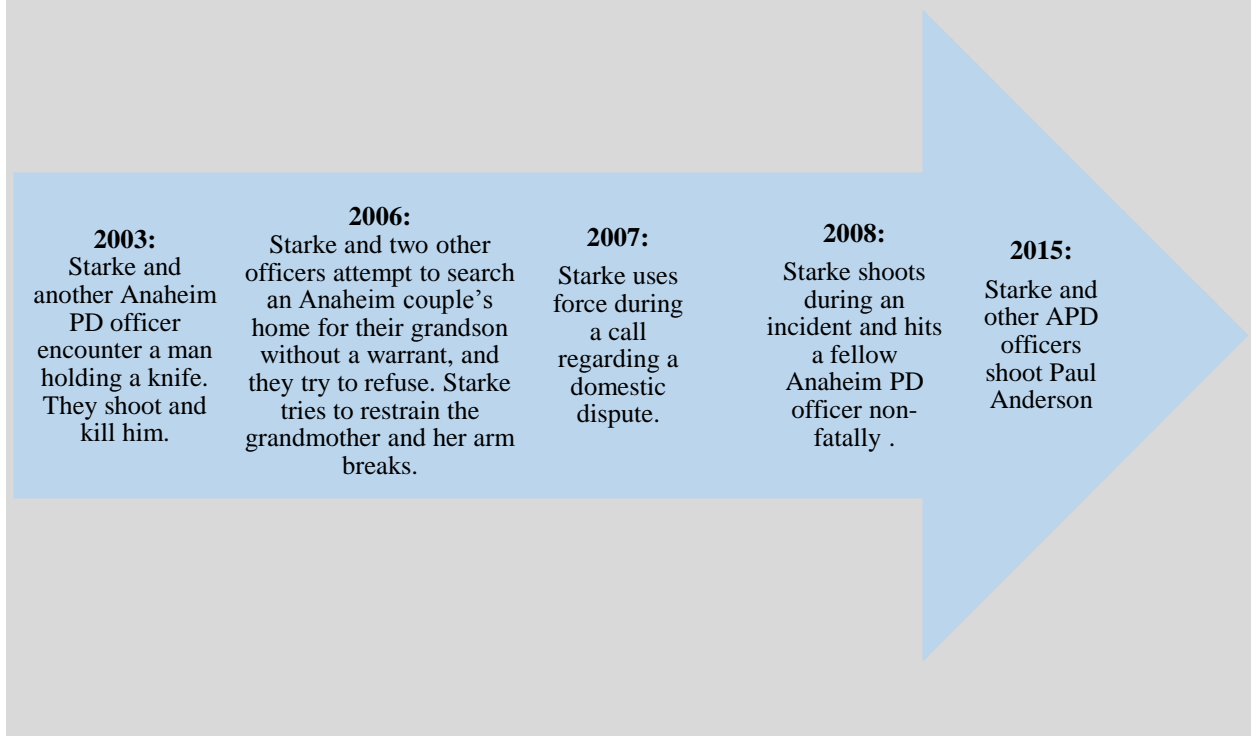 2003:
Starke and
another Anaheim
PD officer
encounter a man
holding a knife.
They shoot and
kill him.
2006:
Starke and two other
officers attempt to search
an Anaheim couple’s
home for their grandson
without a warrant, and
they try to refuse. Starke
tries to restrain the
grandmother and her arm
breaks.
2007:
Starke uses
force during
a call
regarding a
domestic
dispute.
2008:
Starke shoots
during an
incident and hits
a fellow
Anaheim PD
officer non-
fatally .
2015:
Starke and
other APD
officers
shoot Paul
Anderson